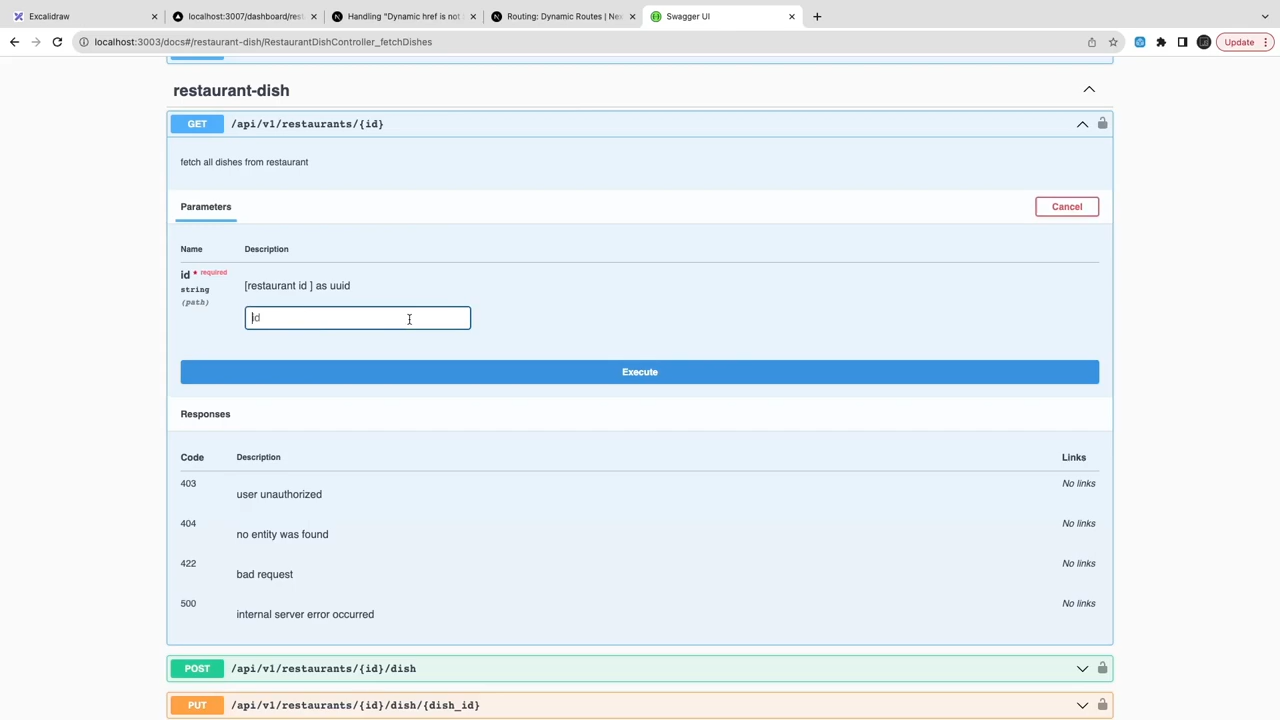 Excalidraw
localhost:3007/dashboard/rest
Handling "Dynamic href is not
Routing: Dynamic Routes | Nex
Swagger UI
localhost:3003/docs#/restaurant-dish/RestaurantDishController_fetchDishes
Update
restaurant-dish
GET /api/v1/restaurants/{id}
fetch all dishes from restaurant
Parameters
Cancel
Name Description
id * required
string
(path)
[restaurant id ] as uuid
id
Execute
Responses
Code Description Links
403 user unauthorized No links
404 no entity was found No links
422 bad request No links
500 internal server error occurred No links
POST /api/v1/restaurants/{id}/dish
PUT /api/v1/restaurants/{id}/dish/{dish_id}